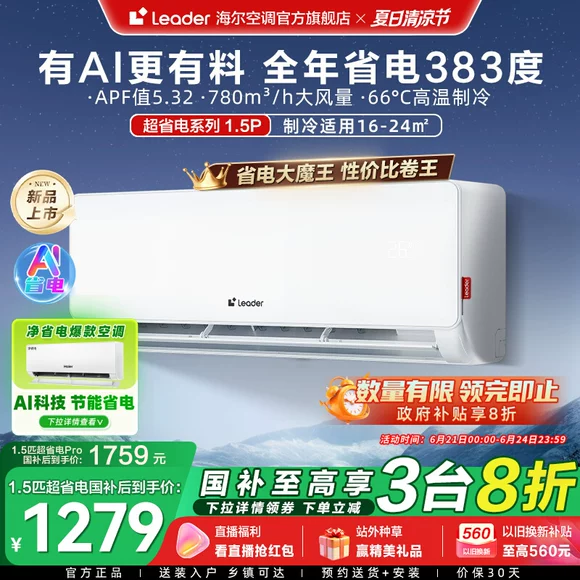 Leader 海尔空调官方旗舰店 × 夏日清凉节
有AI更有料 全年省电383度
·APF值5.32 ·780m³/h大风量 ·66°C高温制冷
超省电系列 1.5P 制冷适用16-24㎡
省电大魔王 性价比卷王
NEW
新品上市
AI
省电
Leader
Leader
净省电爆款空调
Haier
AI科技 节能省电
下拉详情查看
数量有限 领完即止
政府补贴享8折
活动时间:6月21日00:00-6月24日23:59
1.5匹超省电Pro
国补后到手价: 1759元
1.5匹超省电国补后到手价:
¥1279
国补至高享
下拉详情领券 下单立减
3台8折
直播福利
看直播抢红包
站外种草
赢精美礼品
560
以旧换新
以旧换新补贴
至高560元
官方正品 送装入户 乡镇可达 预约送货+安装 价保30天